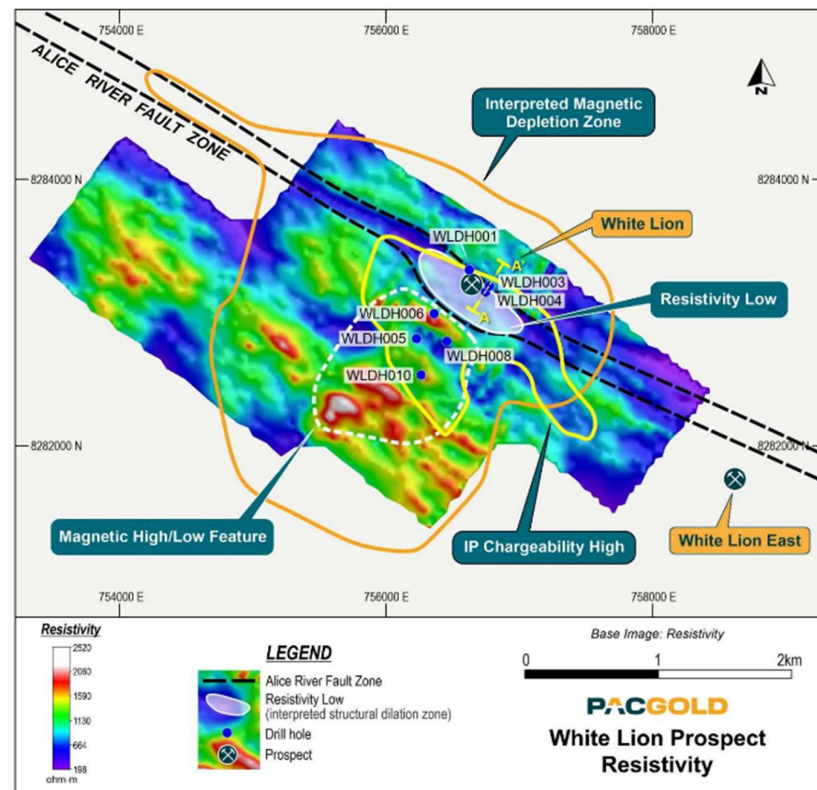 754000 E
756000 E
758000 E
ALICE RIVER FAULT ZONE
N
Interpreted Magnetic
Depletion Zone
8284000 N
8284000 N
White Lion
WLDH001
A'
WLDH003
WLDH004
A
Resistivity Low
WLDH006
WLDH005
WLDH008
WLDH010
8282000 N
8282000 N
Magnetic High/Low Feature
IP Chargeability High
White Lion East
754000 E
756000 E
758000 E
Resistivity
2520
2060
1590
1130
664
198
ohm-m
LEGEND
Alice River Fault Zone
Resistivity Low
(interpreted structural dilation zone)
Drill hole
Prospect
Base Image: Resistivity
0
1
2km
PACGOLD
White Lion Prospect
Resistivity